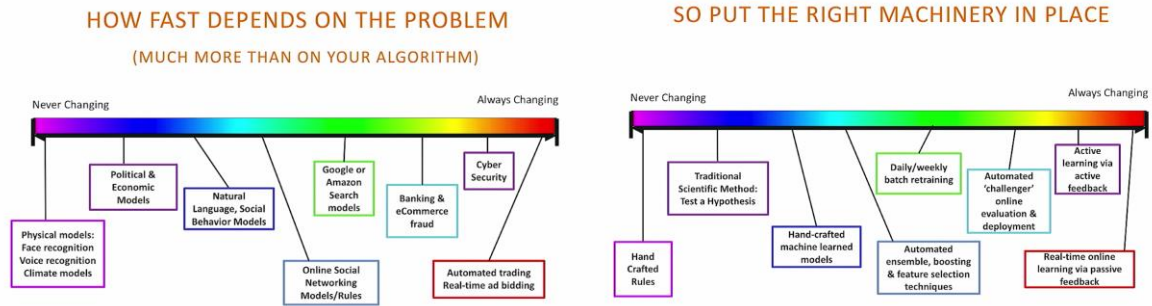 HOW FAST DEPENDS ON THE PROBLEM
(MUCH MORE THAN ON YOUR ALGORITHM)
Never Changing
Always Changing
Physical models:
Face recognition
Voice recognition
Climate models
Political &
Economic
Models
Natural
Language, Social
Behavior Models
Online Social
Networking
Models/Rules
Google or
Amazon
Search
models
Banking &
eCommerce
fraud
Cyber
Security
Automated trading
Real-time ad bidding
SO PUT THE RIGHT MACHINERY IN PLACE
Never Changing
Always Changing
Hand
Crafted
Rules
Traditional
Scientific Method:
Test a Hypothesis
Hand-crafted
machine learned
models
Automated
ensemble, boosting
& feature selection
techniques
Daily/weekly
batch retraining
Automated
'challenger'
online
evaluation &
deployment
Active
learning via
active
feedback
Real-time online
learning via passive
feedback